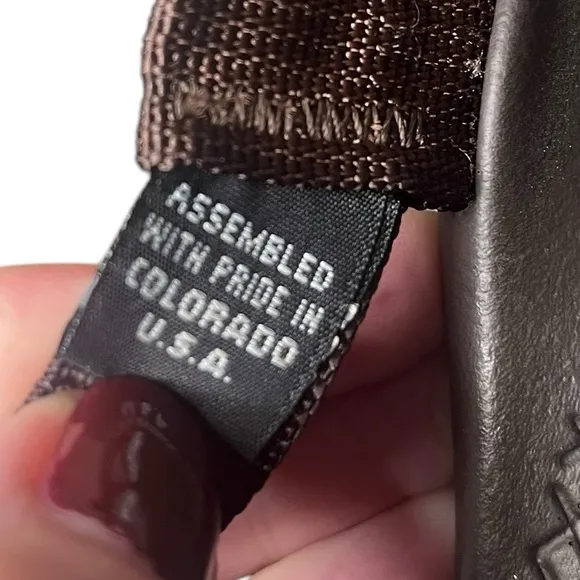 ASSEMBLED
WITH PRIDE IN
COLORADO
U.S.A.